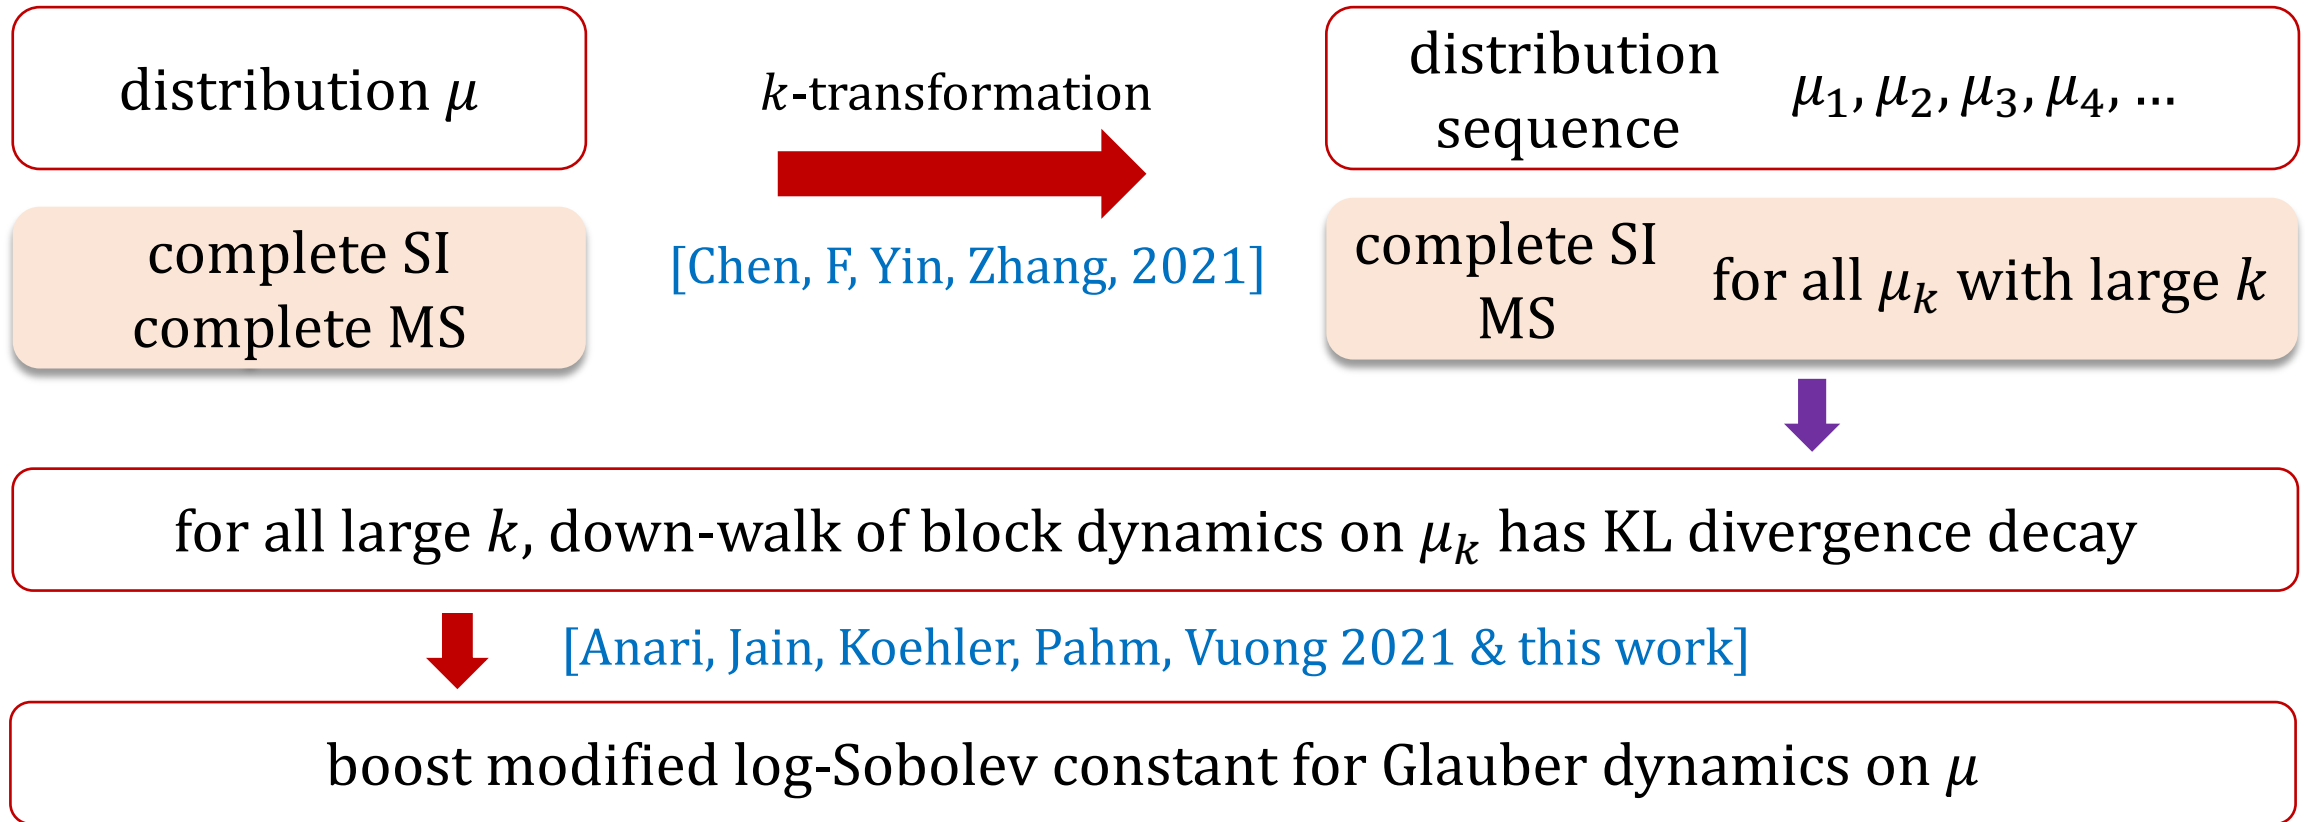 distribution μ
k-transformation
[Chen, F, Yin, Zhang, 2021]
distribution
sequence
μ₁, μ₂, μ₃, μ₄, …
complete SI
complete MS
complete SI
MS
for all μₖ with large k
for all large k, down-walk of block dynamics on μₖ has KL divergence decay
[Anari, Jain, Koehler, Pahm, Vuong 2021 & this work]
boost modified log-Sobolev constant for Glauber dynamics on μ